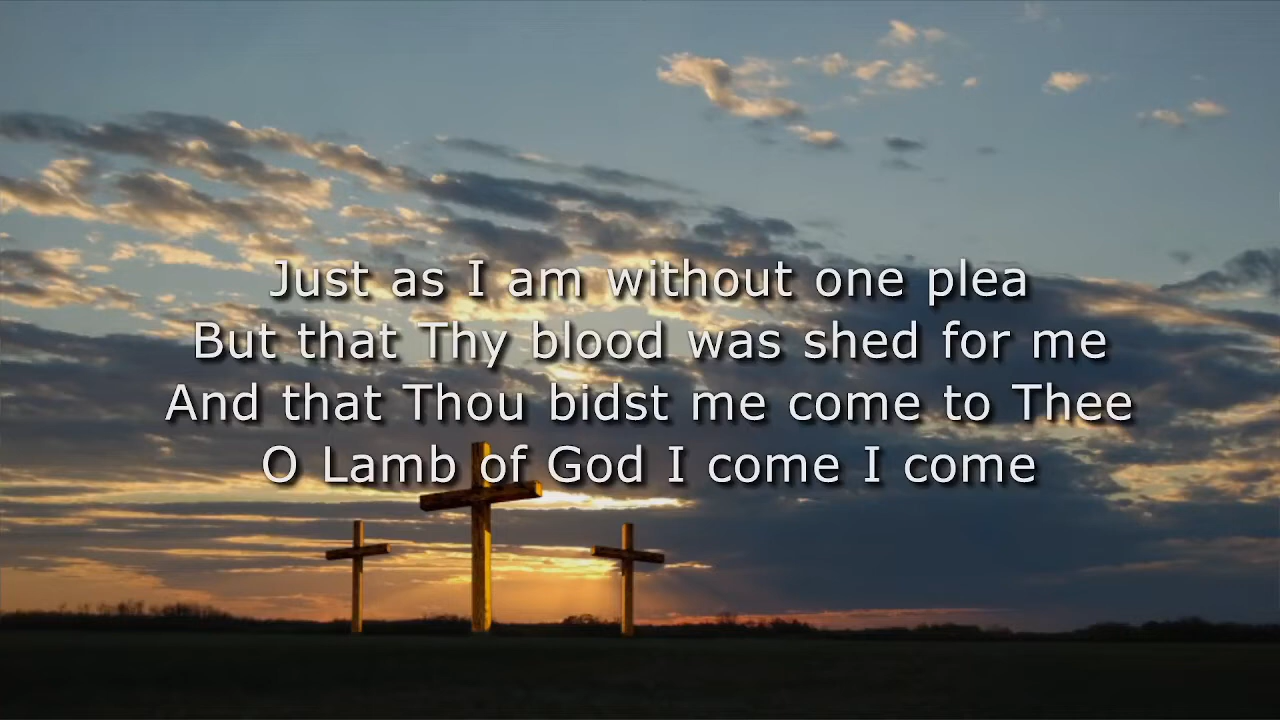 Just as I am without one plea
But that Thy blood was shed for me
And that Thou bidst me come to Thee
O Lamb of God I come I come